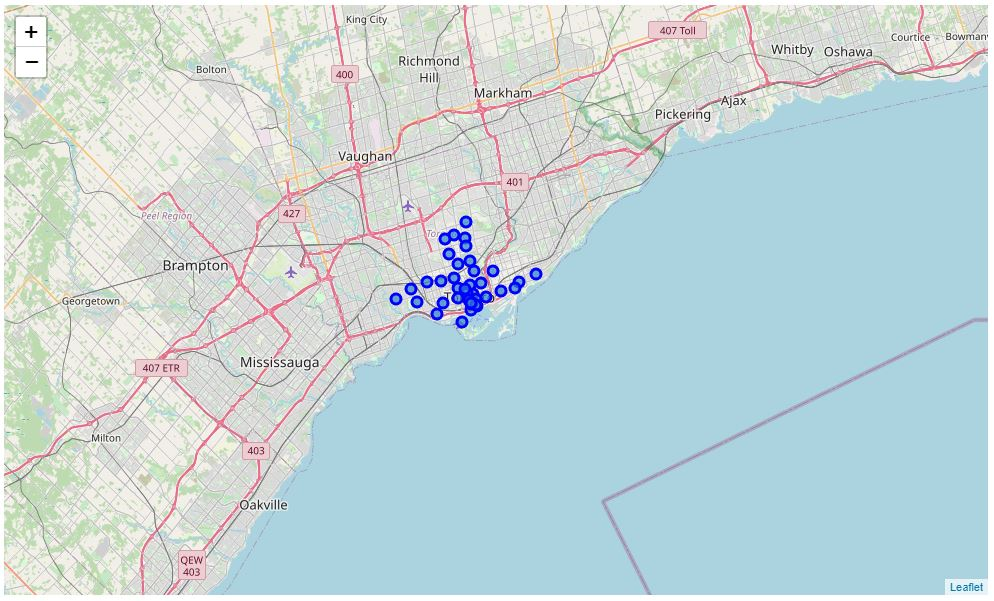 +
−
King City
407 Toll
Courtice
Bowman
Whitby
Oshawa
Bolton
Richmond
Hill
400
Markham
Ajax
Pickering
Vaughan
401
427
Peel Region
Brampton
Georgetown
Mississauga
407 ETR
Milton
403
Oakville
QEW
403
Leaflet